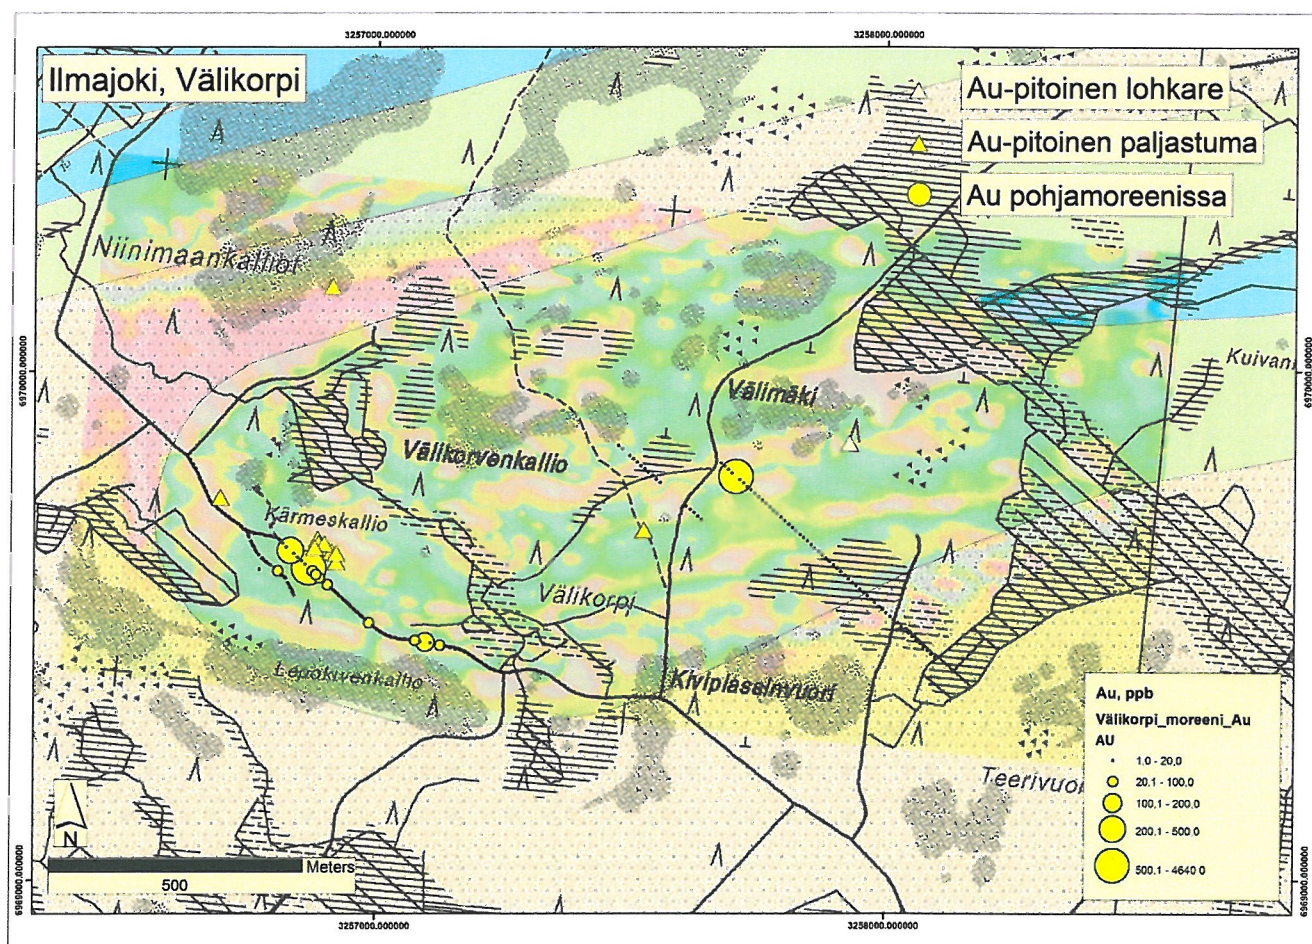 3257000.000000
3258000.000000
Ilmajoki, Välikorpi
Au-pitoinen lohkare
Au-pitoinen paljastuma
Au pohjamoreenissa
Niinimaankalliot
6970000.000000
6970000.000000
Kuivani
Välimäki
Välikorvenkallio
Kärmeskallio
Välikorpi
Lepokivenkallio
Kiviplasainvuori
Teerivuor
Au, ppb
Välikorpi_moreeni_Au
AU
1.0 - 20,0
20.1 - 100,0
100,1 - 200,0
200,1 - 500,0
500,1 - 4640 0
N
Meters
500
6969000.000000
6969000.000000
3257000.000000
3258000.000000